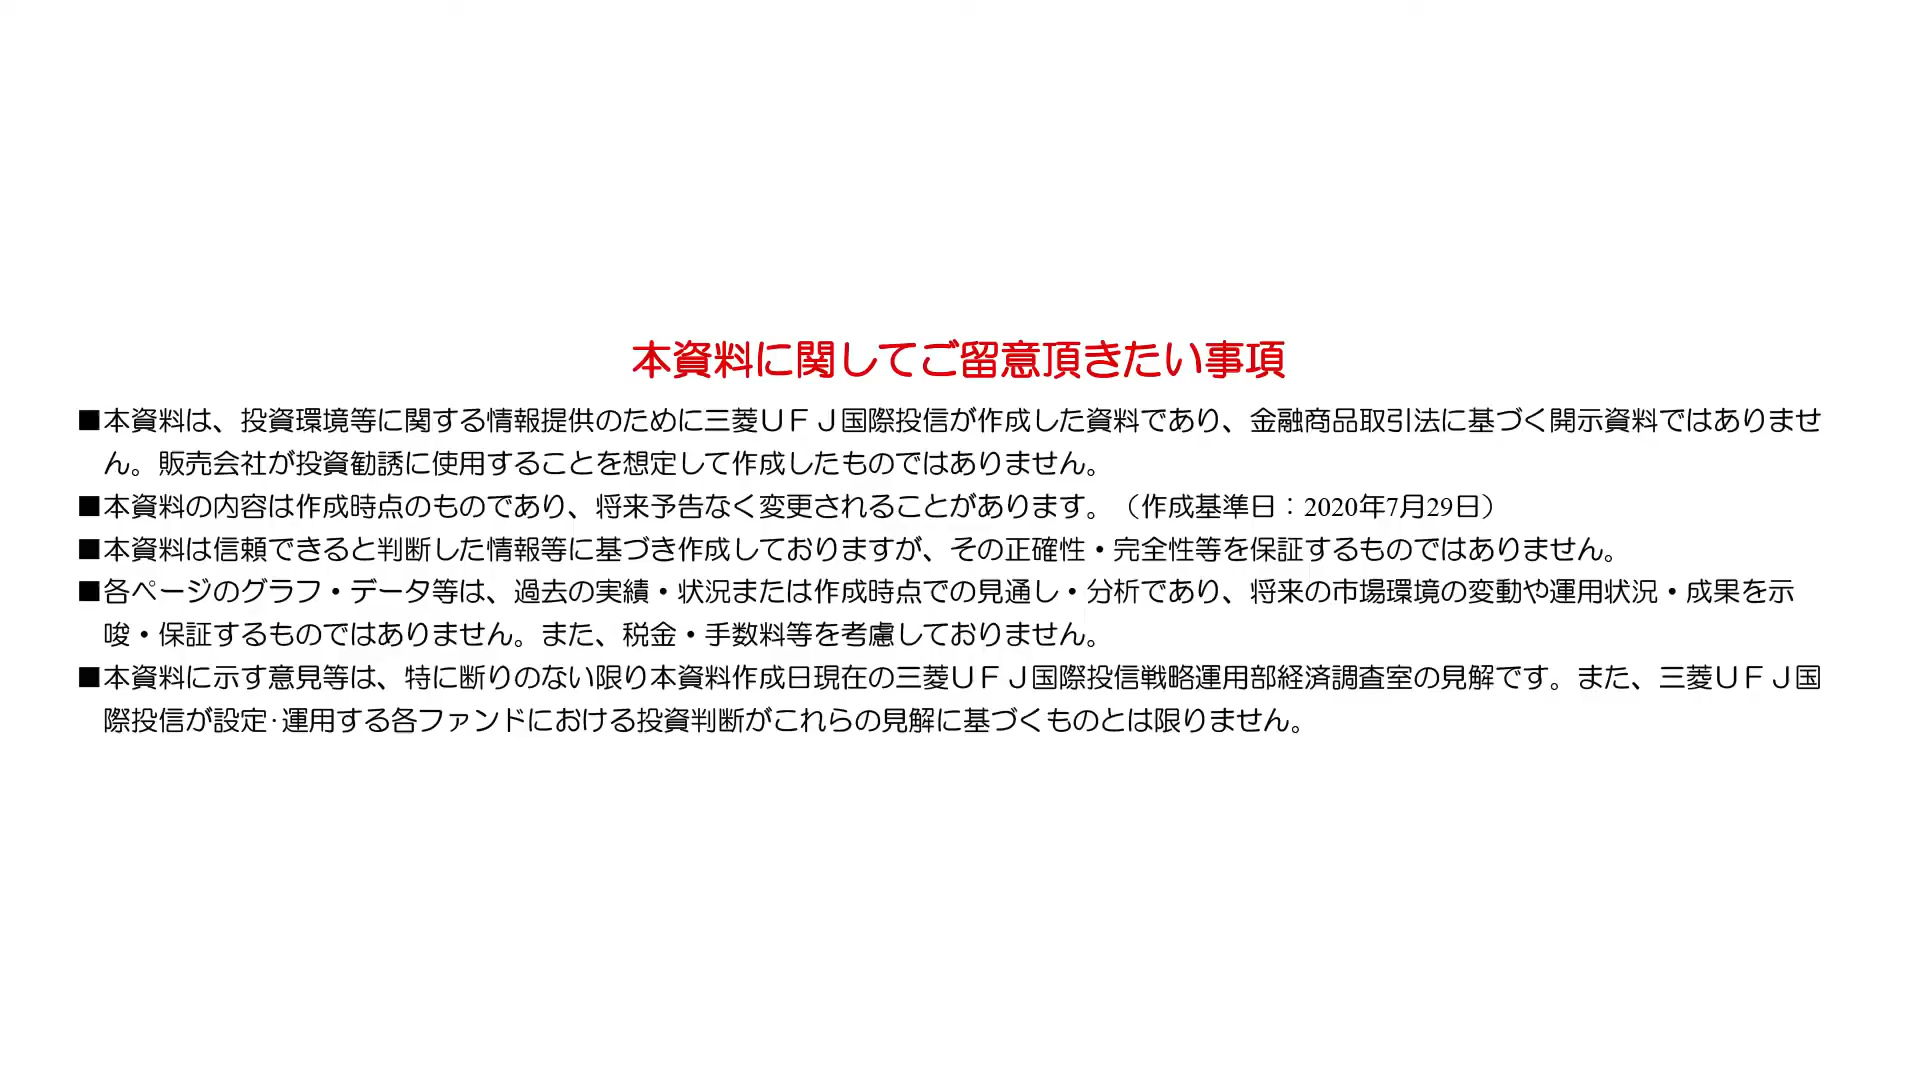 本資料に関してご留意頂きたい事項
■本資料は、投資環境等に関する情報提供のために三菱ＵＦＪ国際投信が作成した資料であり、金融商品取引法に基づく開示資料ではありませ
ん。販売会社が投資勧誘に使用することを想定して作成したものではありません。
■本資料の内容は作成時点のものであり、将来予告なく変更されることがあります。（作成基準日：2020年7月29日）
■本資料は信頼できると判断した情報等に基づき作成しておりますが、その正確性・完全性等を保証するものではありません。
■各ページのグラフ・データ等は、過去の実績・状況または作成時点での見通し・分析であり、将来の市場環境の変動や運用状況・成果を示
唆・保証するものではありません。また、税金・手数料等を考慮しておりません。
■本資料に示す意見等は、特に断りのない限り本資料作成日現在の三菱ＵＦＪ国際投信戦略運用部経済調査室の見解です。また、三菱ＵＦＪ国
際投信が設定･運用する各ファンドにおける投資判断がこれらの見解に基づくものとは限りません。